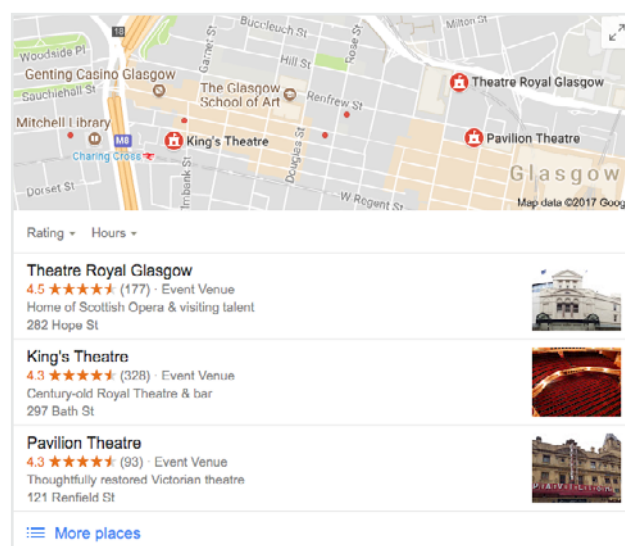 18
Buccleuch St
Milton St
Woodside Pl
Garnet St
Rose St
Genting Casino Glasgow
Hill St
Theatre Royal Glasgow
Sauchiehall St
The Glasgow
School of Art
Renfrew St
Mitchell Library
M8
King's Theatre
Pavilion Theatre
Charing Cross
Douglas St
Glasgow
Dorset St
W Regent St
Map data ©2017 Goog
Rating
Hours
Theatre Royal Glasgow
4.5 ★★★★★ (177) · Event Venue
Home of Scottish Opera & visiting talent
282 Hope St
King's Theatre
4.3 ★★★★★ (328) · Event Venue
Century-old Royal Theatre & bar
297 Bath St
Pavilion Theatre
4.3 ★★★★★ (93) · Event Venue
Thoughtfully restored Victorian theatre
121 Renfield St
PAVILION
More places